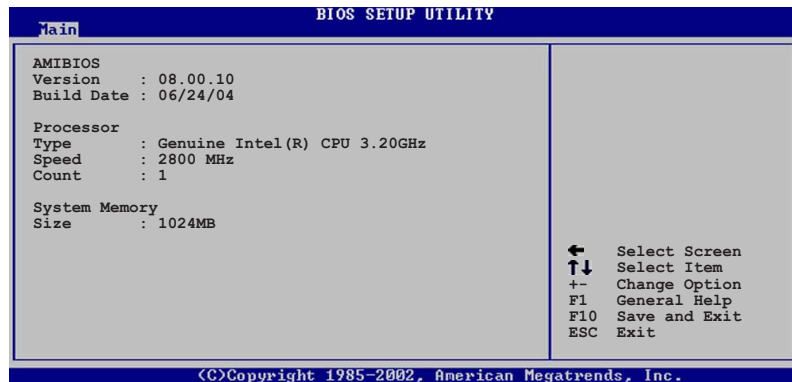 BIOS SETUP UTILITY
Main
AMIBIOS
Version : 08.00.10
Build Date : 06/24/04
Processor
Type : Genuine Intel(R) CPU 3.20GHz
Speed : 2800 MHz
Count : 1
System Memory
Size : 1024MB
← Select Screen
↑↓ Select Item
+- Change Option
F1 General Help
F10 Save and Exit
ESC Exit
(C)Copyright 1985-2002, American Megatrends, Inc.